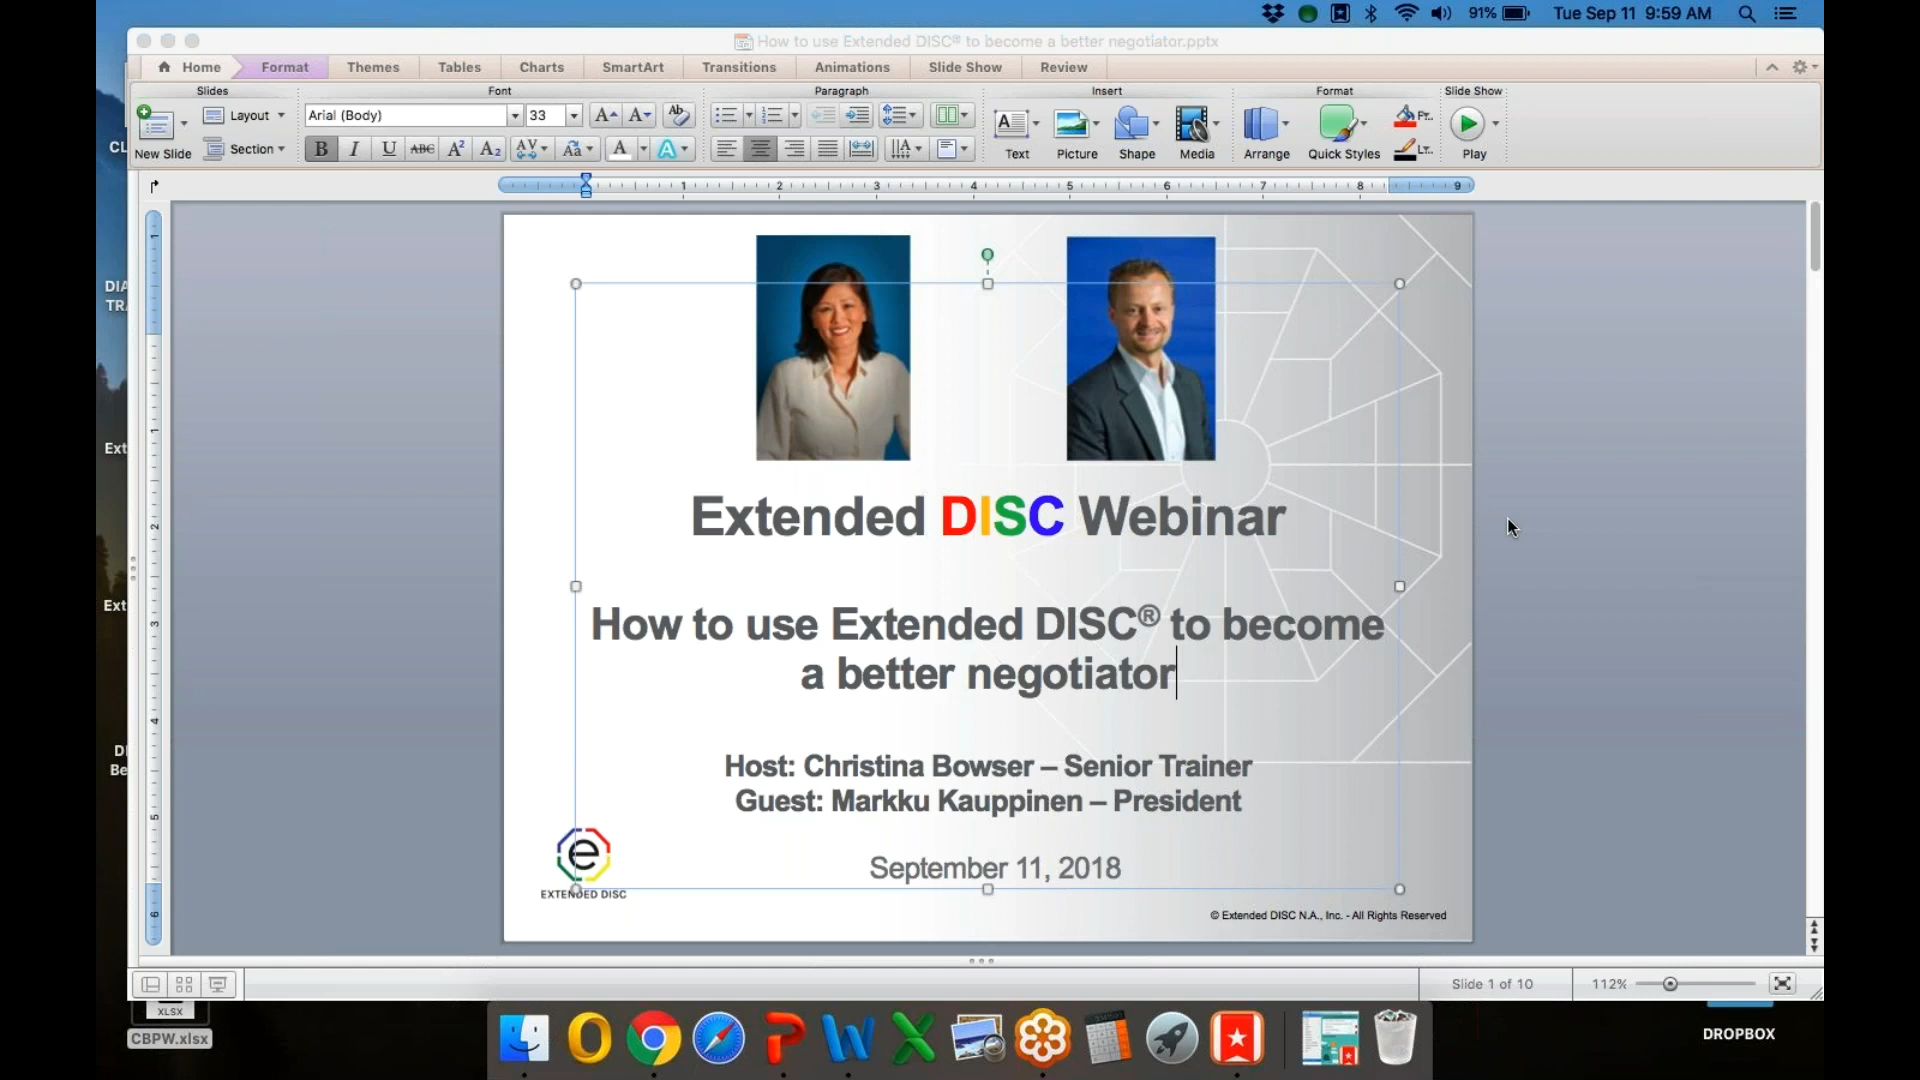 91%
Tue Sep 11 9:59 AM
How to use Extended DISC® to become a better negotiator.pptx
Home
Format
Themes
Tables
Charts
SmartArt
Transitions
Animations
Slide Show
Review
Slides
Font
Paragraph
Insert
Format
Slide Show
New Slide
Layout
Section
Arial (Body)
33
Text
Picture
Shape
Media
Arrange
Quick Styles
Play
Extended DISC Webinar
How to use Extended DISC® to become
a better negotiator
Host: Christina Bowser – Senior Trainer
Guest: Markku Kauppinen – President
September 11, 2018
EXTENDED DISC
© Extended DISC N.A., Inc. - All Rights Reserved
Slide 1 of 10
112%
XLSX
CBPW.xlsx
DROPBOX